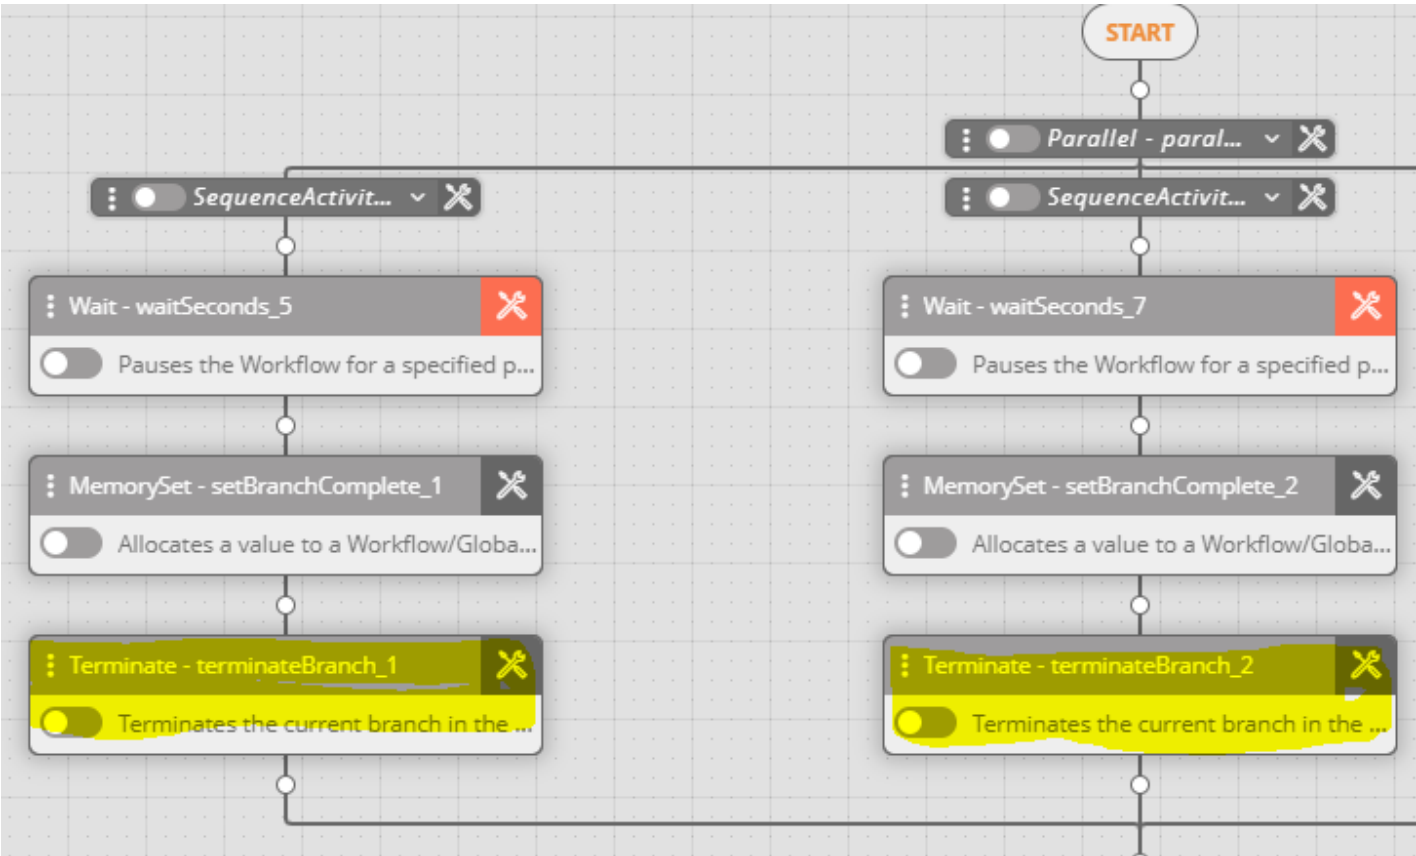 START
Parallel - paral...
SequenceActivit...
SequenceActivit...
Wait - waitSeconds_5
Pauses the Workflow for a specified p...
Wait - waitSeconds_7
Pauses the Workflow for a specified p...
MemorySet - setBranchComplete_1
Allocates a value to a Workflow/Globa...
MemorySet - setBranchComplete_2
Allocates a value to a Workflow/Globa...
Terminate - terminateBranch_1
Terminates the current branch in the ...
Terminate - terminateBranch_2
Terminates the current branch in the ...